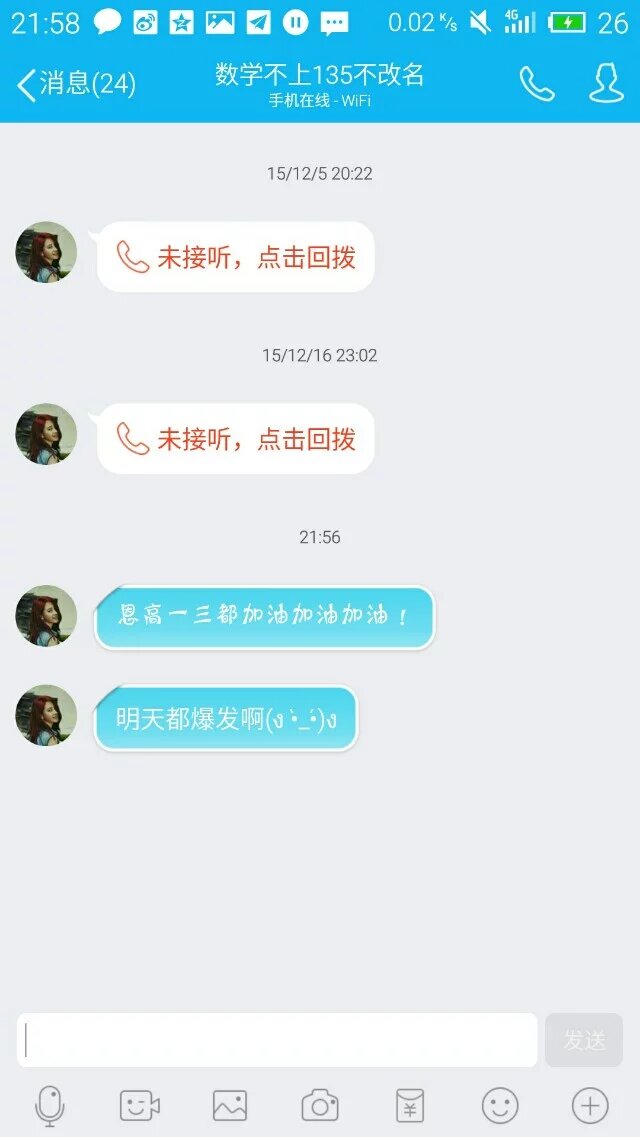 21:58
0.02 K/s
4G
26
消息(24)
数学不上135不改名
手机在线 - WiFi
15/12/5 20:22
未接听，点击回拨
15/12/16 23:02
未接听，点击回拨
21:56
恩高一三都加油加油加油！
明天都爆发啊(ง •̀_•́)ง
发送